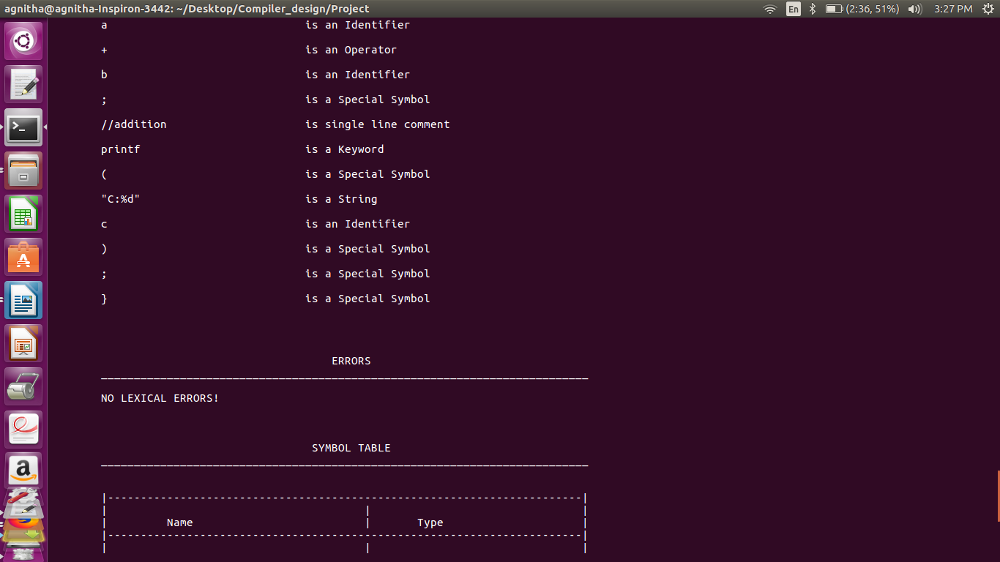 agnitha@agnitha-Inspiron-3442: ~/Desktop/Compiler_design/Project En (2:36, 51%) 3:27 PM
a is an Identifier
+ is an Operator
b is an Identifier
; is a Special Symbol
//addition is single line comment
printf is a Keyword
( is a Special Symbol
"C:%d" is a String
c is an Identifier
) is a Special Symbol
; is a Special Symbol
} is a Special Symbol
ERRORS
NO LEXICAL ERRORS!
SYMBOL TABLE
Name Type